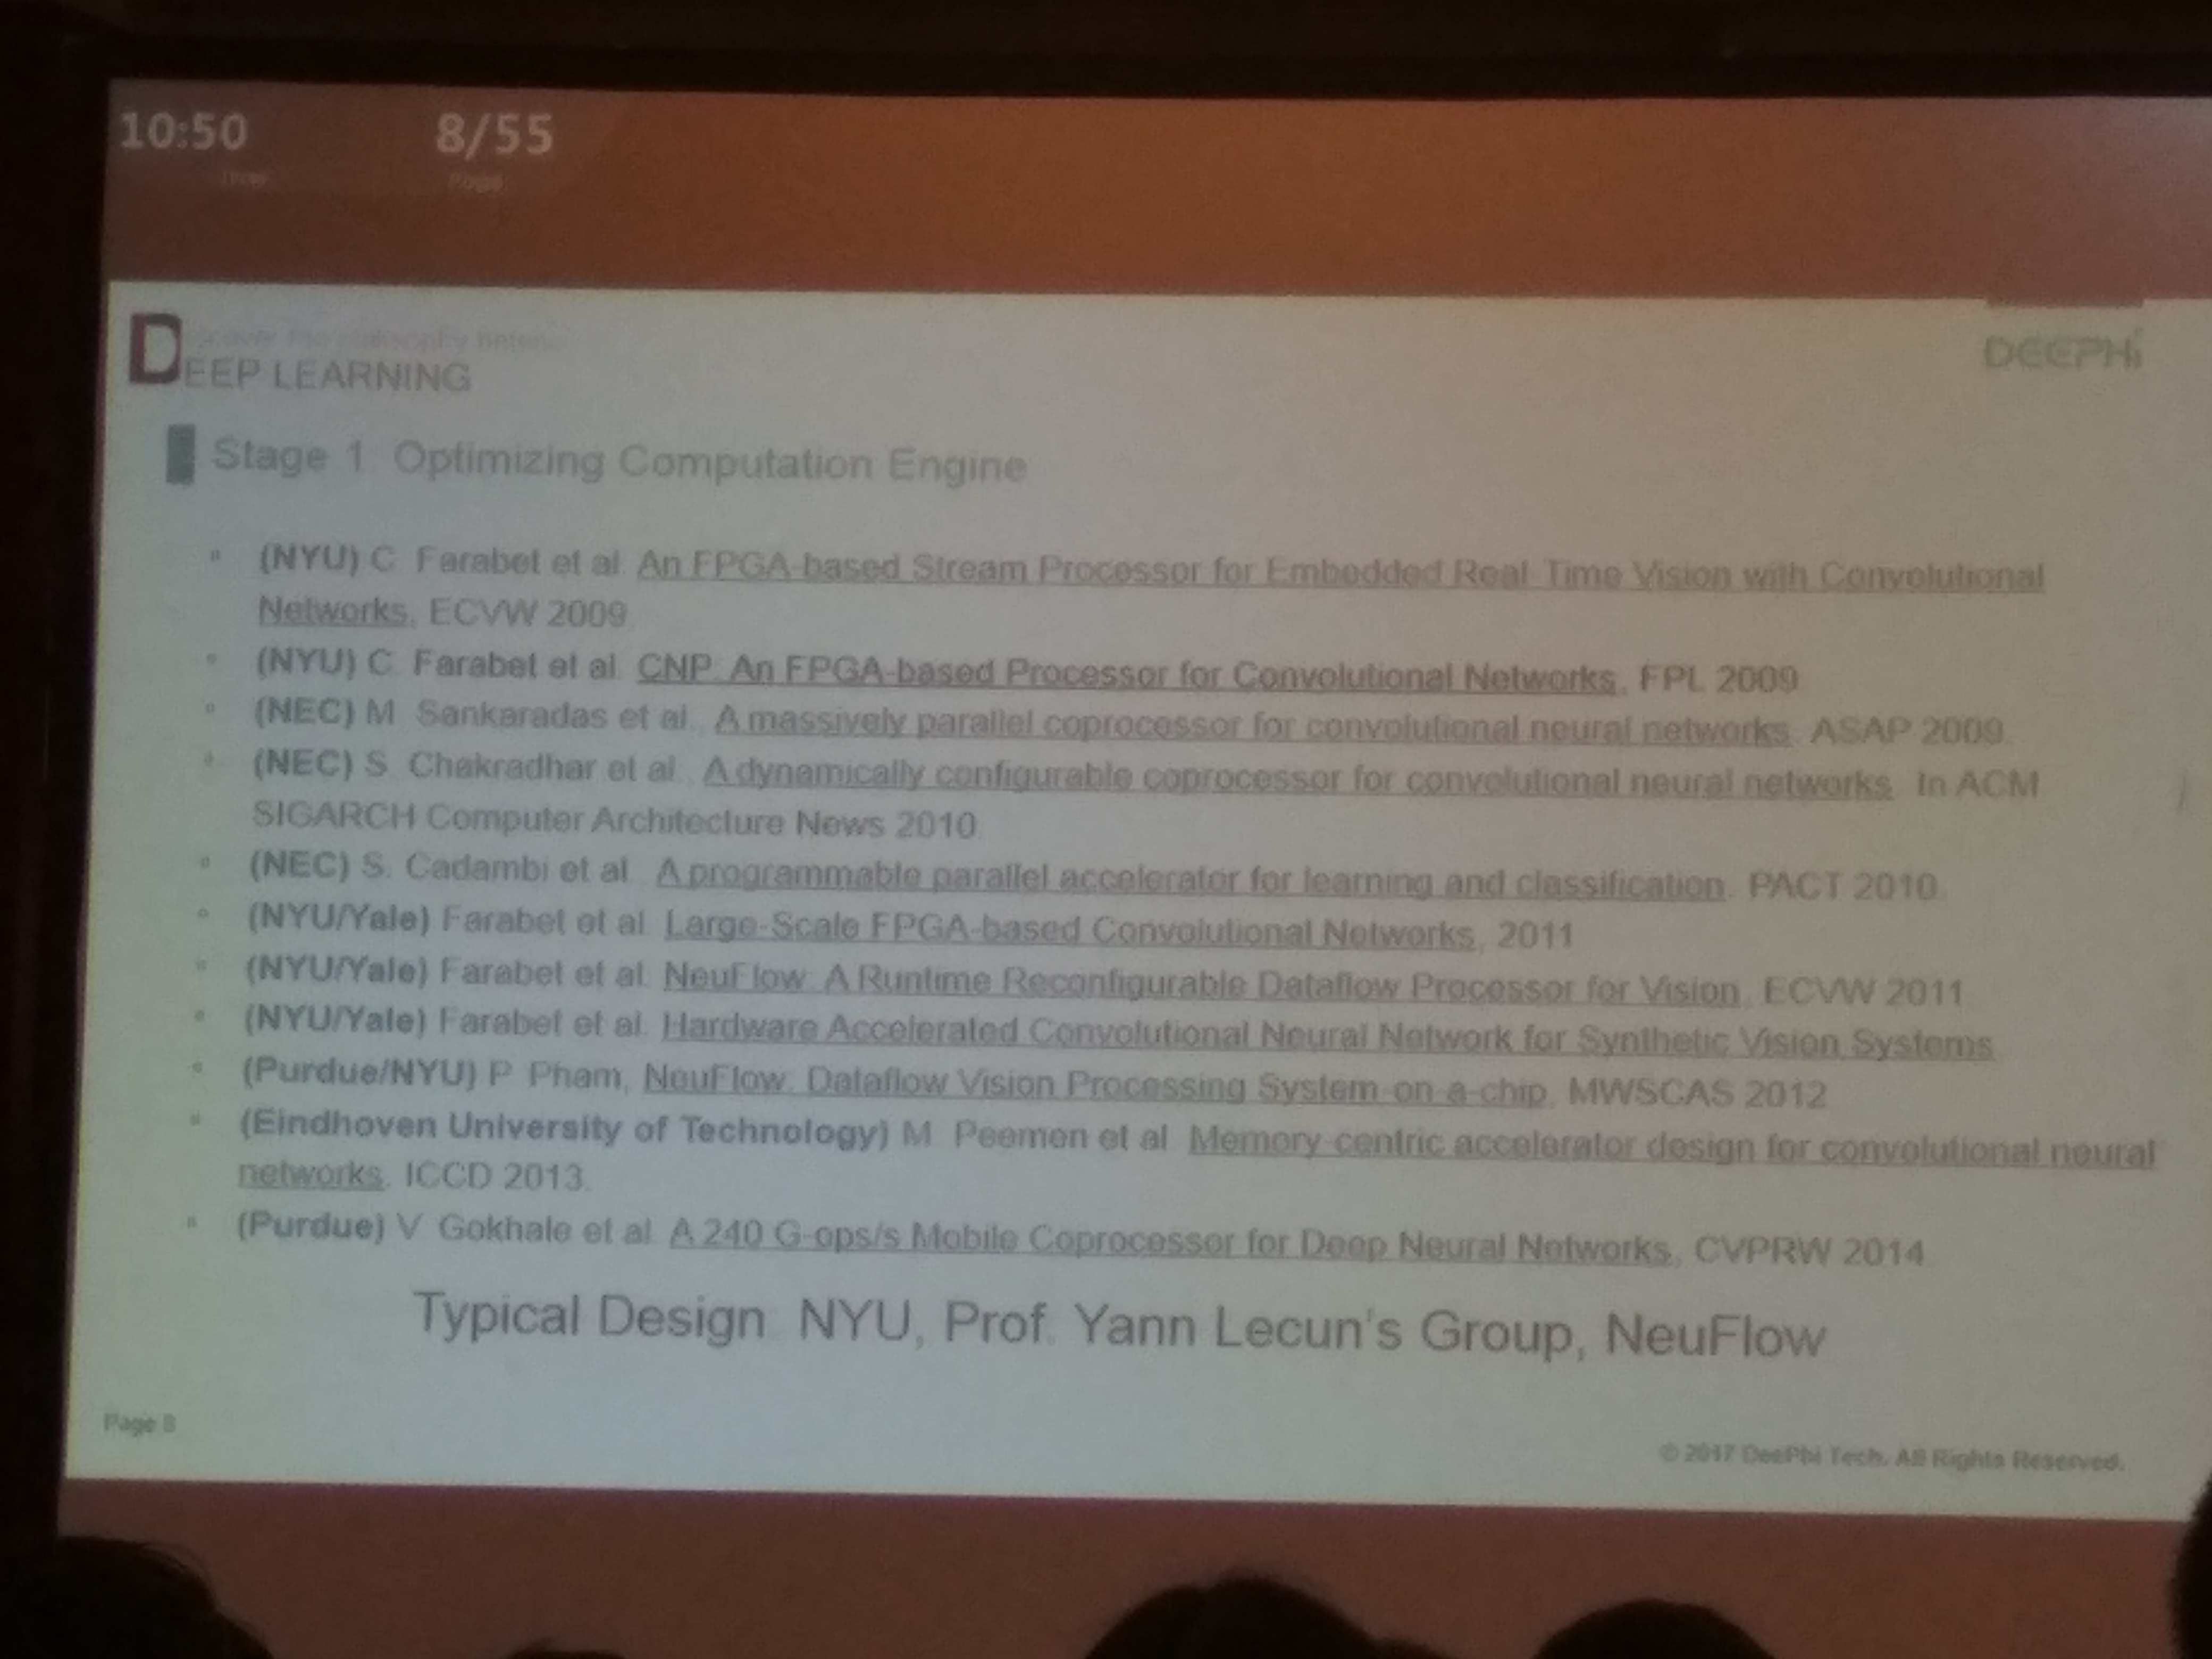 10:50 8/55
Time Page
DEEP LEARNING
DEEPHi
Stage 1 Optimizing Computation Engine
(NYU) C. Farabet et al. An FPGA-based Stream Processor for Embedded Real-Time Vision with Convolutional
Networks, ECVW 2009
(NYU) C. Farabet et al. CNP: An FPGA-based Processor for Convolutional Networks, FPL 2009
(NEC) M. Sankaradas et al. A massively parallel coprocessor for convolutional neural networks. ASAP 2009.
(NEC) S. Chakradhar et al. A dynamically configurable coprocessor for convolutional neural networks. In ACM
SIGARCH Computer Architecture News 2010.
(NEC) S. Cadambi et al. A programmable parallel accelerator for learning and classification. PACT 2010.
(NYU/Yale) Farabet et al. Large-Scale FPGA-based Convolutional Networks, 2011
(NYU/Yale) Farabet et al. NeuFlow: A Runtime Reconfigurable Dataflow Processor for Vision, ECVW 2011
(NYU/Yale) Farabet et al. Hardware Accelerated Convolutional Neural Network for Synthetic Vision Systems
(Purdue/NYU) P. Pham, NeuFlow: Dataflow Vision Processing System-on-a-chip, MWSCAS 2012
(Eindhoven University of Technology) M. Peemen et al. Memory-centric accelerator design for convolutional neural
networks. ICCD 2013.
(Purdue) V. Gokhale et al. A 240 G-ops/s Mobile Coprocessor for Deep Neural Networks, CVPRW 2014
Typical Design: NYU, Prof. Yann Lecun's Group, NeuFlow
Page 8
© 2017 DeePhi Tech. All Rights Reserved.